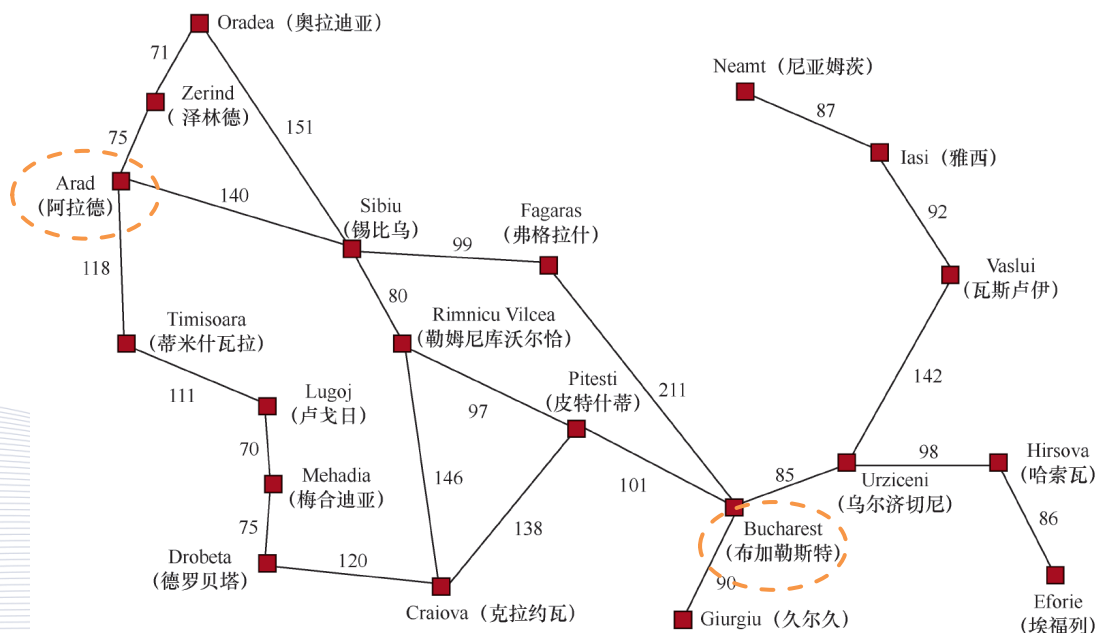 Oradea（奥拉迪亚）
71
Neamt（尼亚姆茨）
Zerind
（ 泽林德）
87
151
75
Iasi（雅西）
Arad
（阿拉德）
140
Sibiu
（锡比乌）
Fagaras
（弗格拉什）
92
99
118
Vaslui
（瓦斯卢伊）
80
Timisoara
（蒂米什瓦拉）
Rimnicu Vilcea
（勒姆尼库沃尔恰）
142
Pitesti
（皮特什蒂）
211
111
Lugoj
（卢戈日）
97
70
98
Hirsova
（哈索瓦）
Mehadia
（梅合迪亚）
146
101
85
Urziceni
（乌尔济切尼）
75
138
86
Bucharest
（布加勒斯特）
Drobeta
（德罗贝塔）
120
90
Eforie
（埃福列）
Craiova（克拉约瓦）
Giurgiu（久尔久）